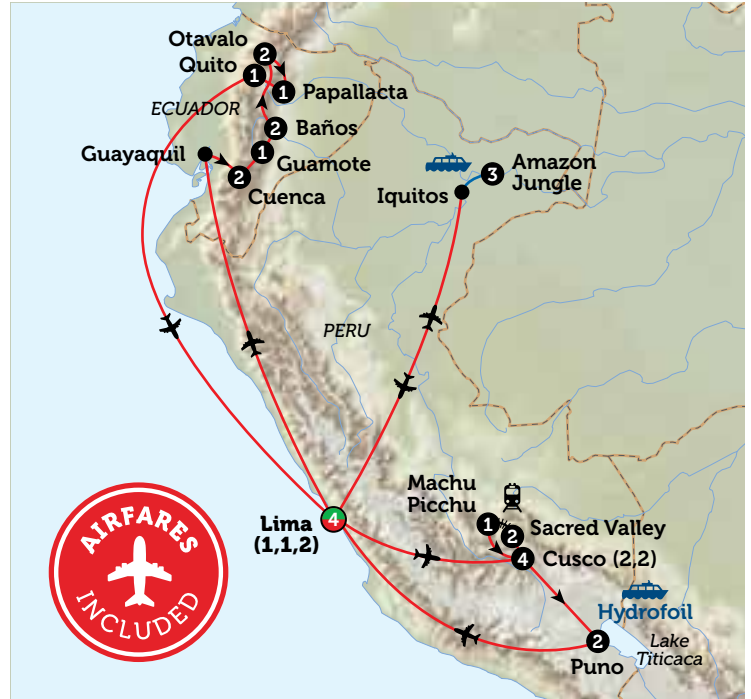 Otavalo
2
Quito
1
1
Papallacta
ECUADOR
2
Baños
Guayaquil
1
Guamote
2
Cuenca
3
Amazon
Jungle
Iquitos
PERU
Machu
Picchu
1
Sacred Valley
2
Lima
(1,1,2)
4
4
Cusco (2,2)
Hydrofoil
2
Puno
Lake
Titicaca
AIRFARES
INCLUDED